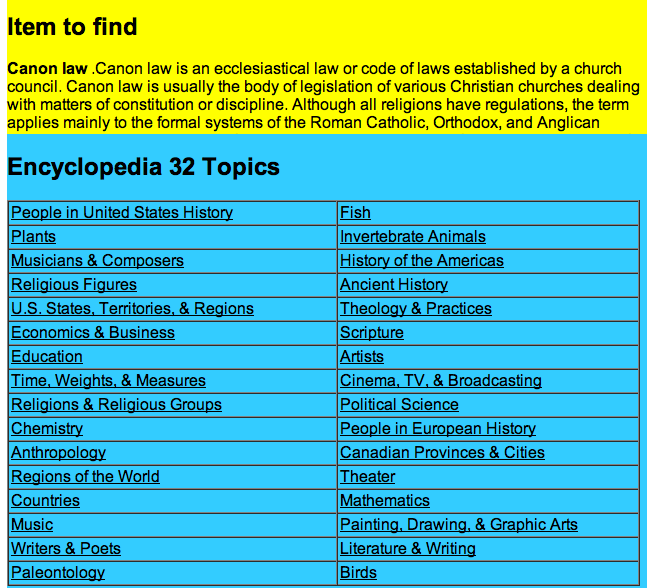 Item to find
Canon law .Canon law is an ecclesiastical law or code of laws established by a church
council. Canon law is usually the body of legislation of various Christian churches dealing
with matters of constitution or discipline. Although all religions have regulations, the term
applies mainly to the formal systems of the Roman Catholic, Orthodox, and Anglican
Encyclopedia 32 Topics
People in United States History Fish
Plants Invertebrate Animals
Musicians & Composers History of the Americas
Religious Figures Ancient History
U.S. States, Territories, & Regions Theology & Practices
Economics & Business Scripture
Education Artists
Time, Weights, & Measures Cinema, TV, & Broadcasting
Religions & Religious Groups Political Science
Chemistry People in European History
Anthropology Canadian Provinces & Cities
Regions of the World Theater
Countries Mathematics
Music Painting, Drawing, & Graphic Arts
Writers & Poets Literature & Writing
Paleontology Birds